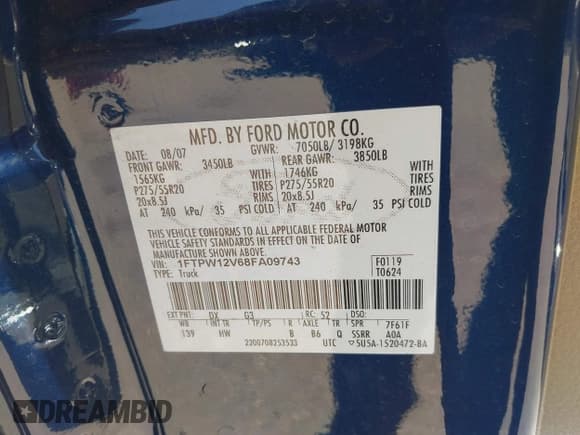 MFD. BY FORD MOTOR CO.
DATE: 08/07 GVWR: 7050LB/ 3198KG
FRONT GAWR: 3450LB REAR GAWR: 3850LB
1565KG WITH 1746KG WITH
P275/55R20 TIRES P275/55R20 TIRES
20x8.5J RIMS 20x8.5J RIMS
AT 240 kPa/ 35 PSI COLD AT 240 kPa/ 35 PSI COLD
THIS VEHICLE CONFORMS TO ALL APPLICABLE FEDERAL MOTOR
VEHICLE SAFETY STANDARDS IN EFFECT ON THE DATE OF
MANUFACTURE SHOWN ABOVE.
VIN: 1FTPW12V68FA09743 F0119
TYPE: Truck T0624
EXT PNT: DX G3 RC: 52 DSO:
WB INT TR TP/PS R AXLE TR SPR 7F61F
139 HW B B6 Q SSRR A0A
2200708253533 UTC ▽5U5A-1520472-BA
DREAMBID